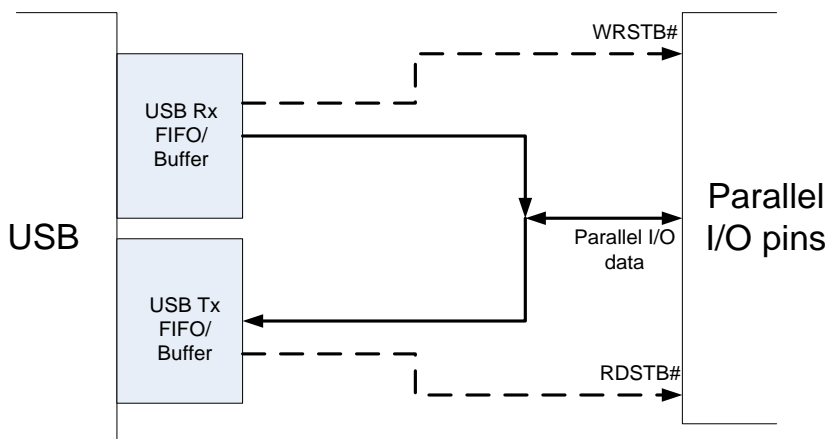 WRSTB#
USB Rx
FIFO/
Buffer
USB
Parallel
I/O pins
Parallel I/O
data
USB Tx
FIFO/
Buffer
RDSTB#